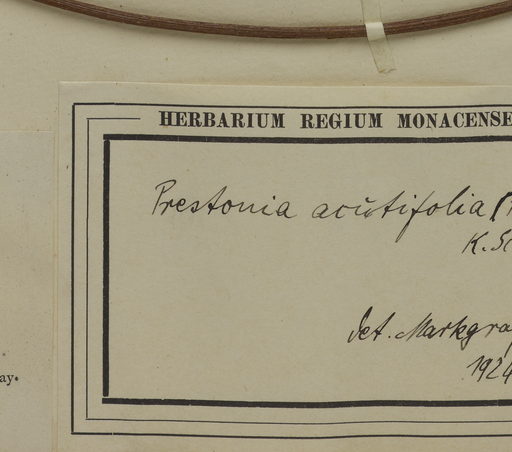 HERBARIUM REGIUM MONACENSE
Prestonia acutifolia (
K. Sc
det. Markgra
1924
ay.